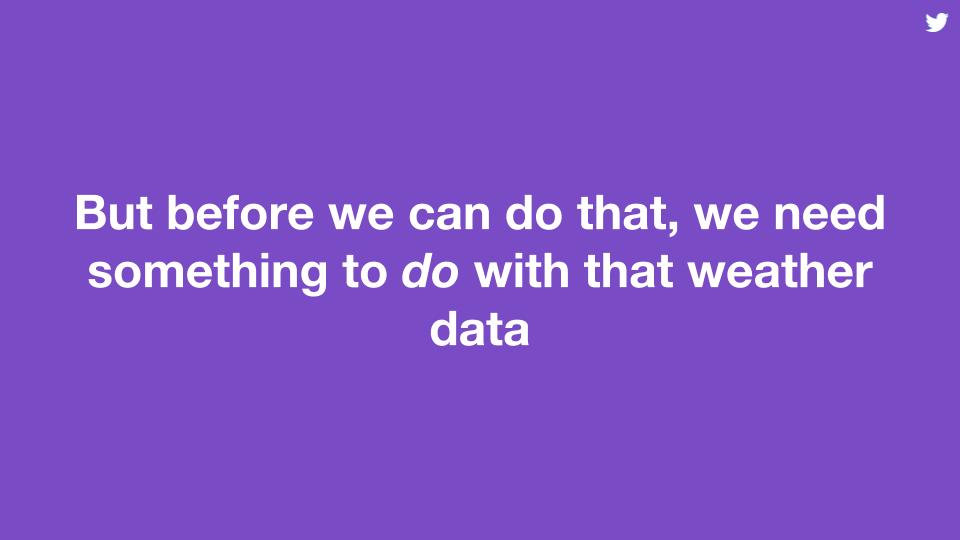 But before we can do that, we need
something to do with that weather
data